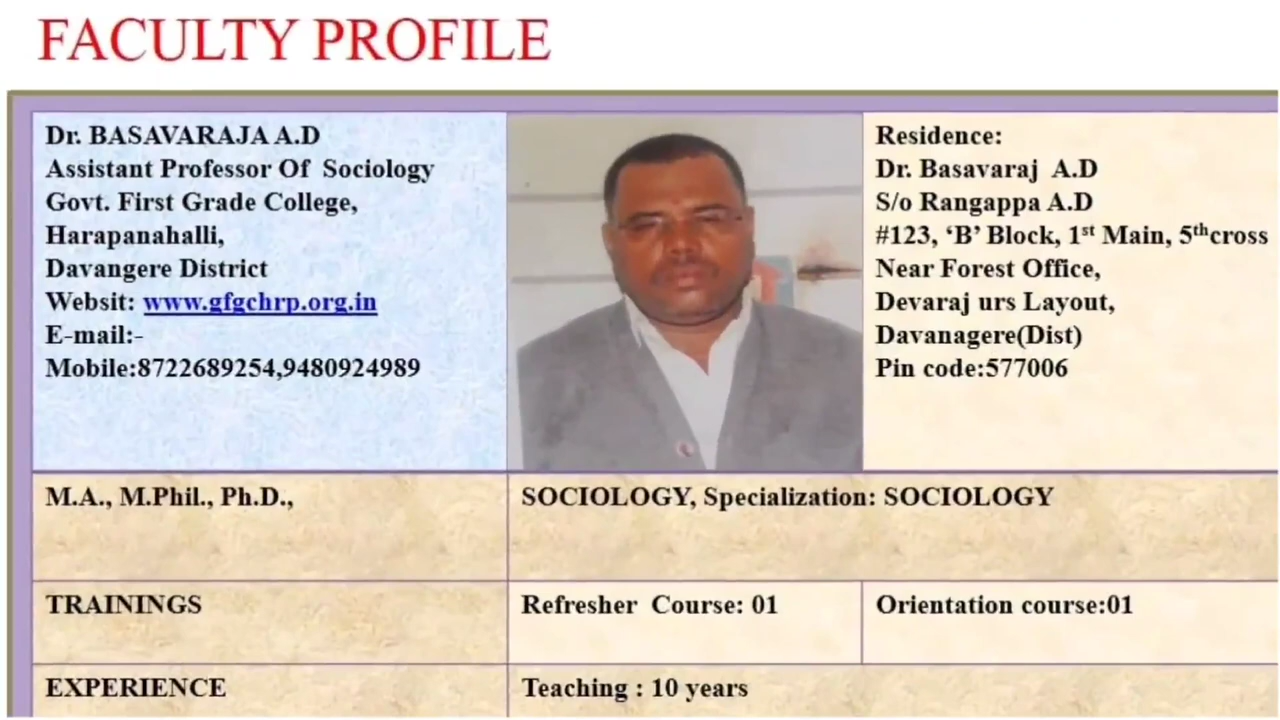 FACULTY PROFILE
Dr. BASAVARAJA A.D
Assistant Professor Of Sociology
Govt. First Grade College,
Harapanahalli,
Davangere District
Websit: www.gfgchrp.org.in
E-mail:-
Mobile:8722689254,9480924989
Residence:
Dr. Basavaraj A.D
S/o Rangappa A.D
#123, ‘B’ Block, 1st Main, 5thcross
Near Forest Office,
Devaraj urs Layout,
Davanagere(Dist)
Pin code:577006
M.A., M.Phil., Ph.D.,
SOCIOLOGY, Specialization: SOCIOLOGY
TRAININGS
Refresher Course: 01
Orientation course:01
EXPERIENCE
Teaching : 10 years